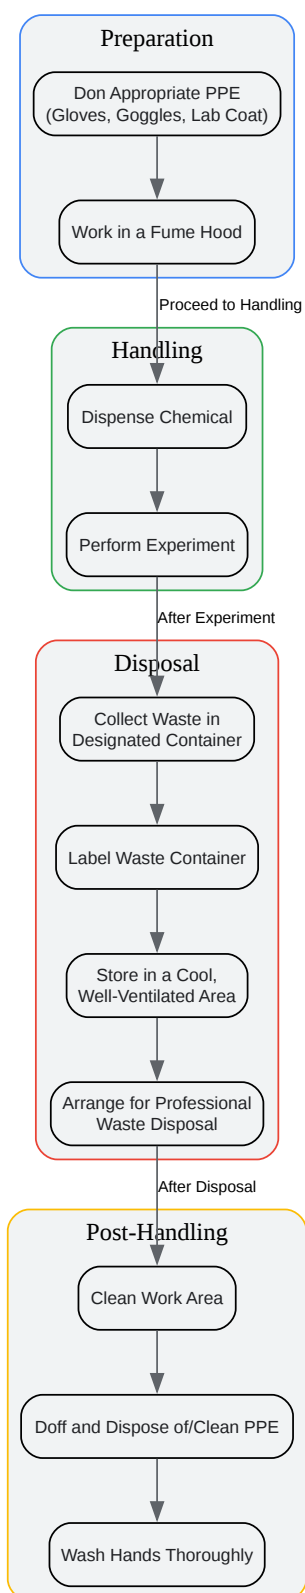 Preparation
Don Appropriate PPE
(Gloves, Goggles, Lab Coat)
Work in a Fume Hood
Proceed to Handling
Handling
Dispense Chemical
Perform Experiment
After Experiment
Disposal
Collect Waste in
Designated Container
Label Waste Container
Store in a Cool,
Well-Ventilated Area
Arrange for Professional
Waste Disposal
After Disposal
Post-Handling
Clean Work Area
Doff and Dispose of/Clean PPE
Wash Hands Thoroughly